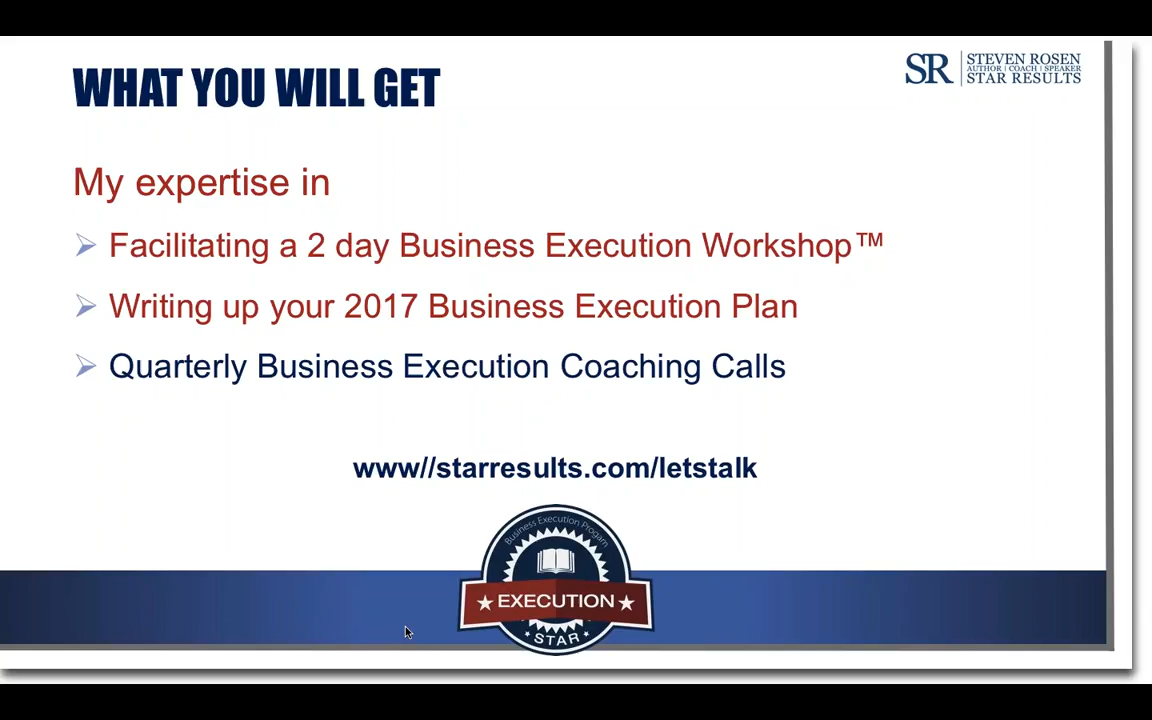 WHAT YOU WILL GET
SR
STEVEN ROSEN
AUTHOR | COACH | SPEAKER
STAR RESULTS
My expertise in
Facilitating a 2 day Business Execution Workshop™
Writing up your 2017 Business Execution Plan
Quarterly Business Execution Coaching Calls
www//starresults.com/letstalk
Business Execution Progam
EXECUTION
STAR